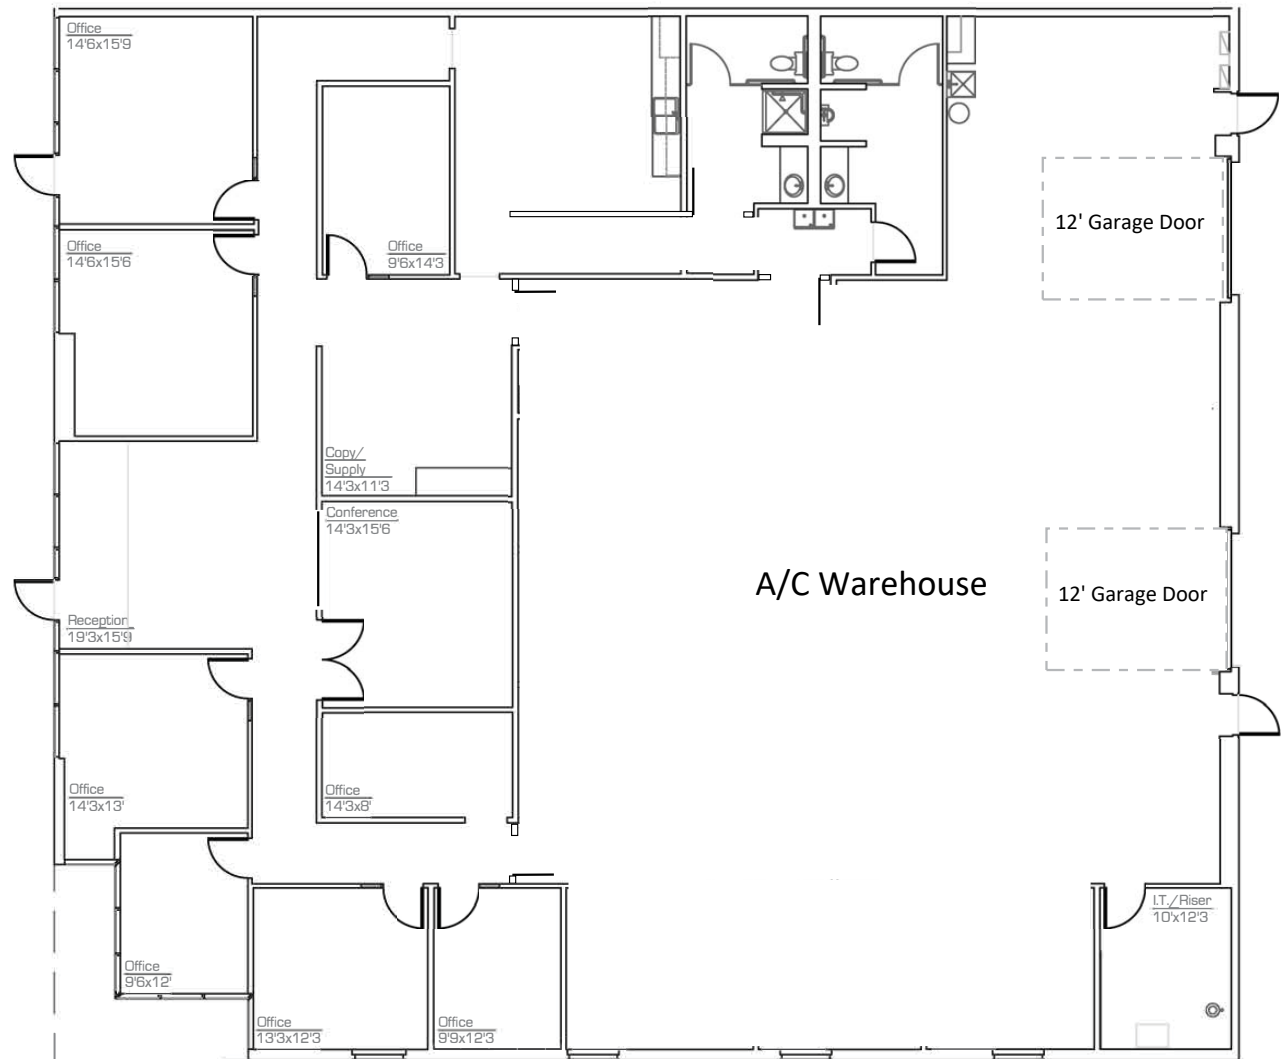 Office
14'6x15'9
12' Garage Door
Office
14'6x15'6
Office
9'6x14'3
Copy/
Supply
14'3x11'3
Conference
14'3x15'6
A/C Warehouse
12' Garage Door
Reception
19'3x15'9
Office
14'3x13'
Office
14'3x8'
I.T./Riser
10'x12'3
Office
9'6x12'
Office
13'3x12'3
Office
9'9x12'3